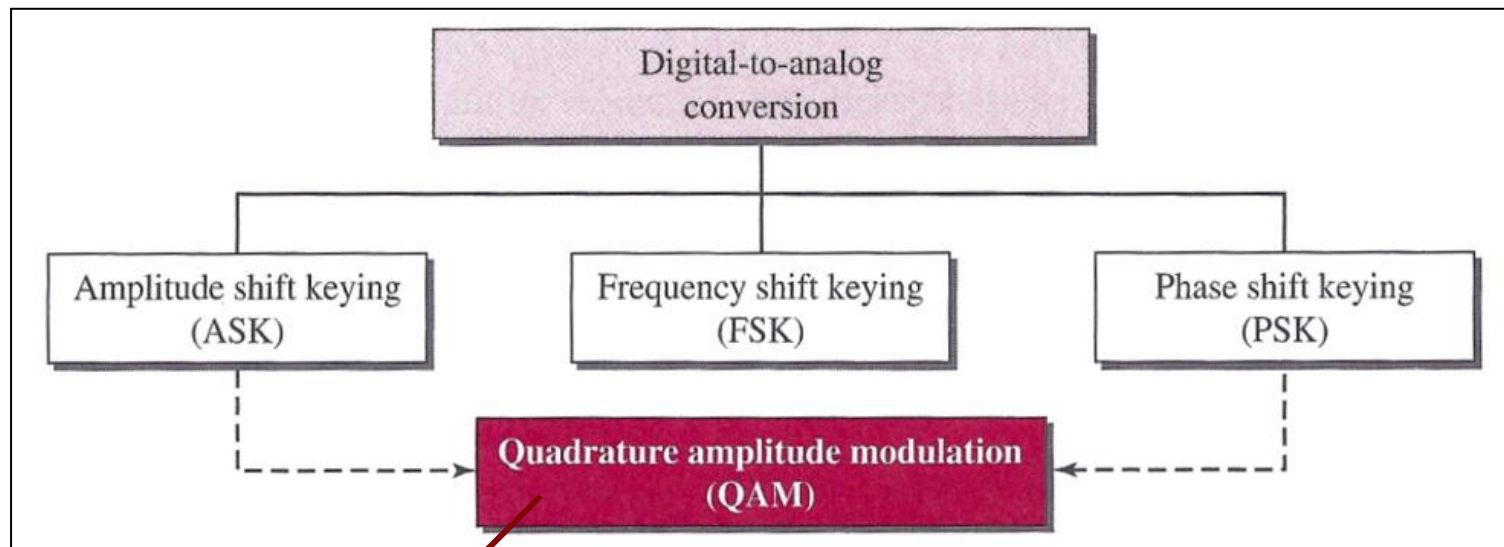 Digital-to-analog
conversion
Amplitude shift keying
(ASK)
Frequency shift keying
(FSK)
Phase shift keying
(PSK)
Quadrature amplitude modulation
(QAM)